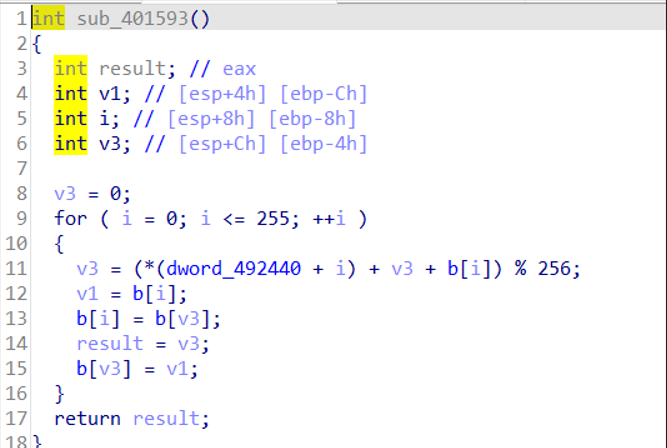 1 int sub_401593()
2 {
3 int result; // eax
4 int v1; // [esp+4h] [ebp-Ch]
5 int i; // [esp+8h] [ebp-8h]
6 int v3; // [esp+Ch] [ebp-4h]
7
8 v3 = 0;
9 for ( i = 0; i <= 255; ++i )
10 {
11 v3 = (*(dword_492440 + i) + v3 + b[i]) % 256;
12 v1 = b[i];
13 b[i] = b[v3];
14 result = v3;
15 b[v3] = v1;
16 }
17 return result;
18 }